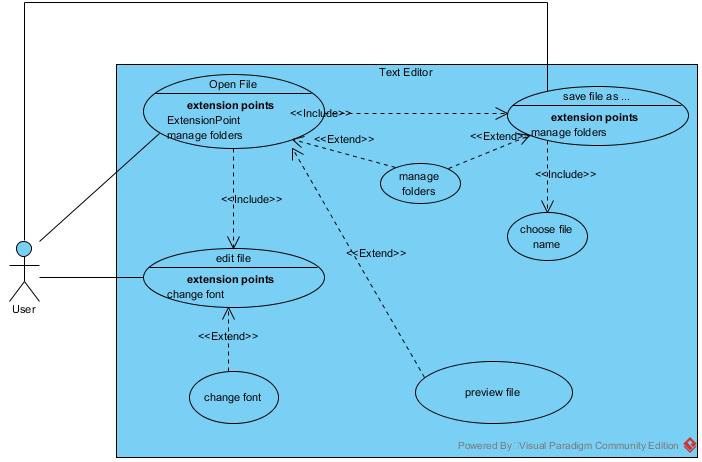 Text Editor
Open File
extension points
ExtensionPoint
manage folders
<<Include>>
save file as ...
extension points
manage folders
<<Extend>>
<<Extend>>
manage
folders
<<Include>>
<<Include>>
choose file
name
edit file
extension points
change font
<<Extend>>
User
<<Extend>>
change font
preview file
Powered By Visual Paradigm Community Edition